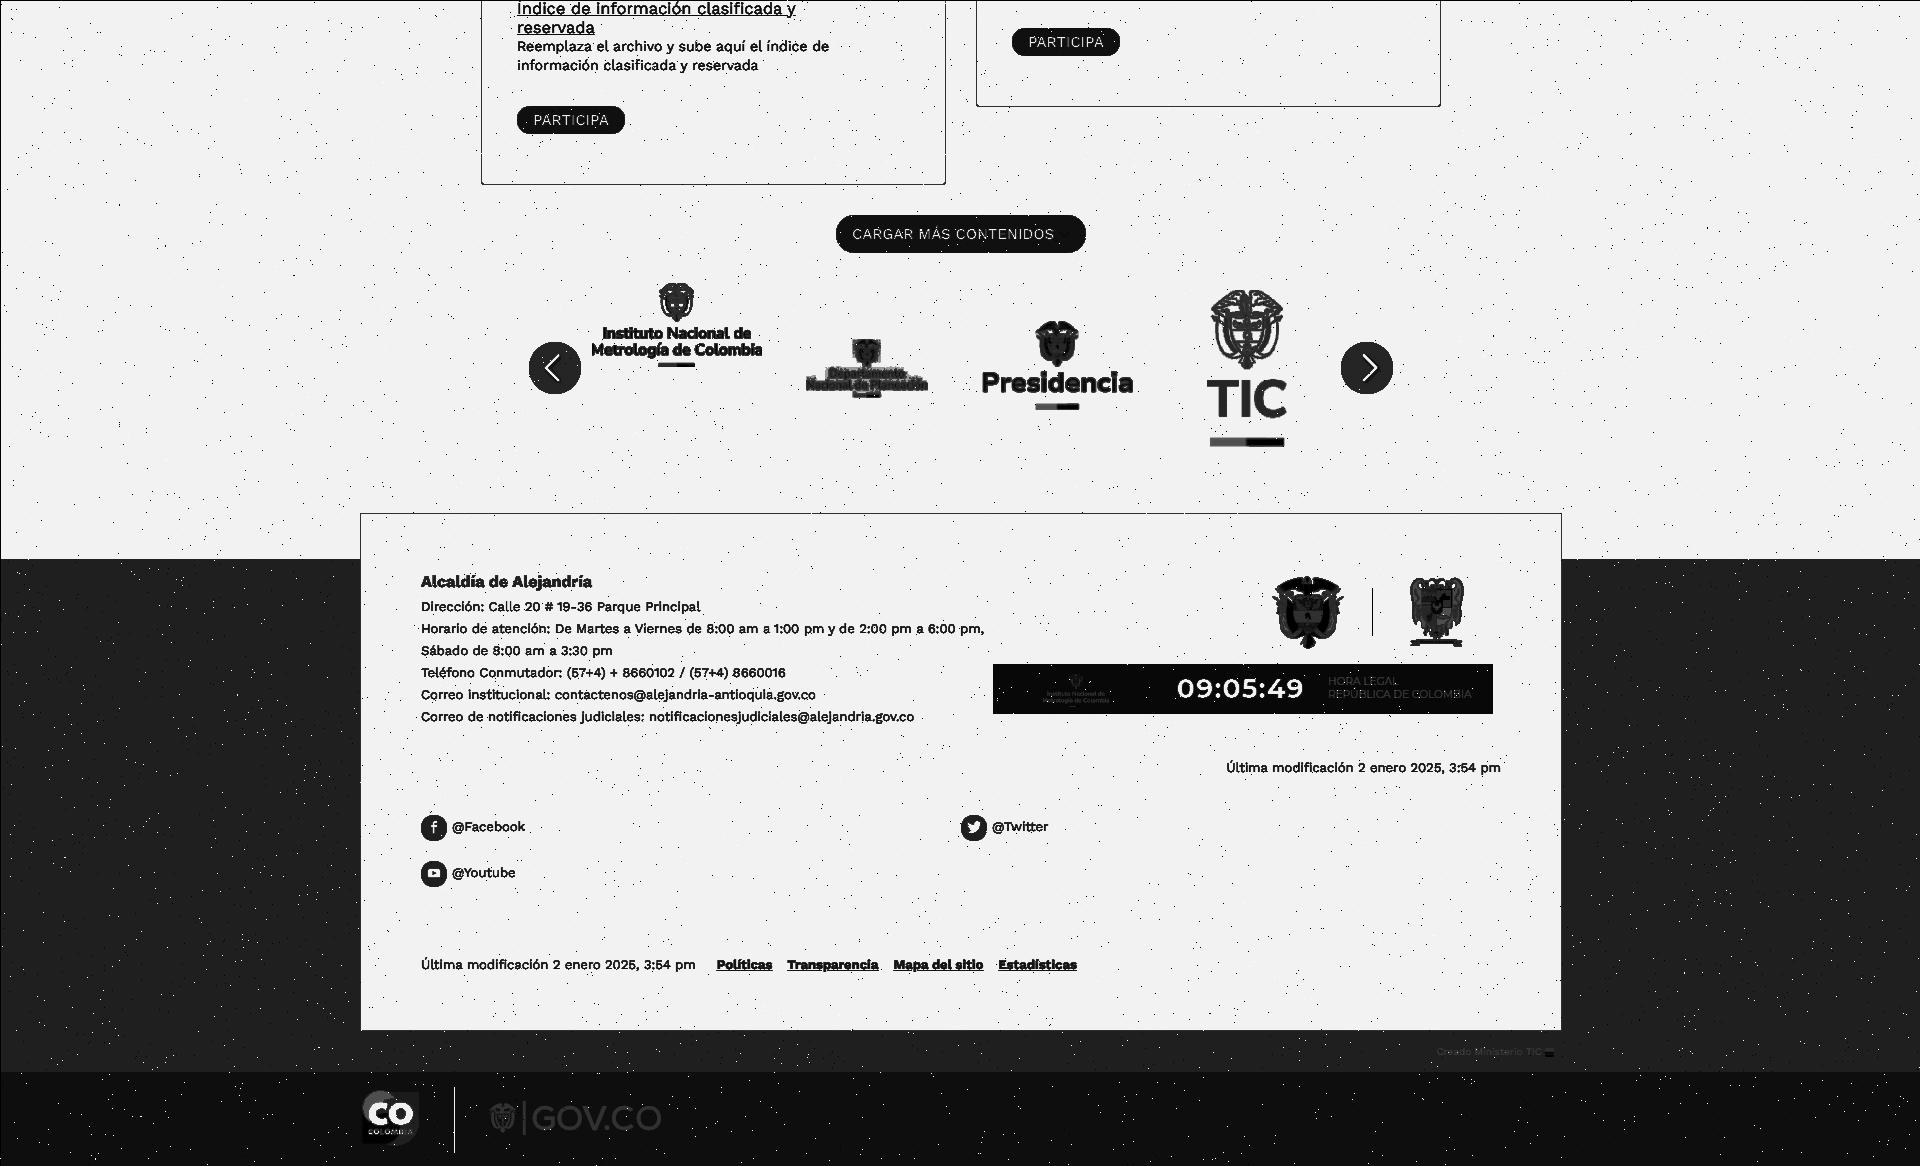 Índice de información clasificada y
reservada
Reemplaza el archivo y sube aquí el índice de
información clasificada y reservada
PARTICIPA
PARTICIPA
CARGAR MÁS CONTENIDOS
Instituto Nacional de
Metrología de Colombia
Departamento
Nacional de Planeación
Presidencia
TIC
Alcaldía de Alejandría
Dirección: Calle 20 # 19-36 Parque Principal
Horario de atención: De Martes a Viernes de 8:00 am a 1:00 pm y de 2:00 pm a 6:00 pm,
Sábado de 8:00 am a 3:30 pm
Teléfono Conmutador: (57+4) + 8660102 / (57+4) 8660016
Correo institucional: contactenos@alejandria-antioquia.gov.co
Correo de notificaciones judiciales: notificacionesjudiciales@alejandria.gov.co
Instituto Nacional de
Metrología de Colombia
09:05:49
HORA LEGAL
REPÚBLICA DE COLOMBIA
Última modificación 2 enero 2025, 3:54 pm
@Facebook
@Twitter
@Youtube
Última modificación 2 enero 2025, 3:54 pm Políticas Transparencia Mapa del sitio Estadísticas
Creado Ministerio TIC
CO
COLOMBIA
GOV.CO